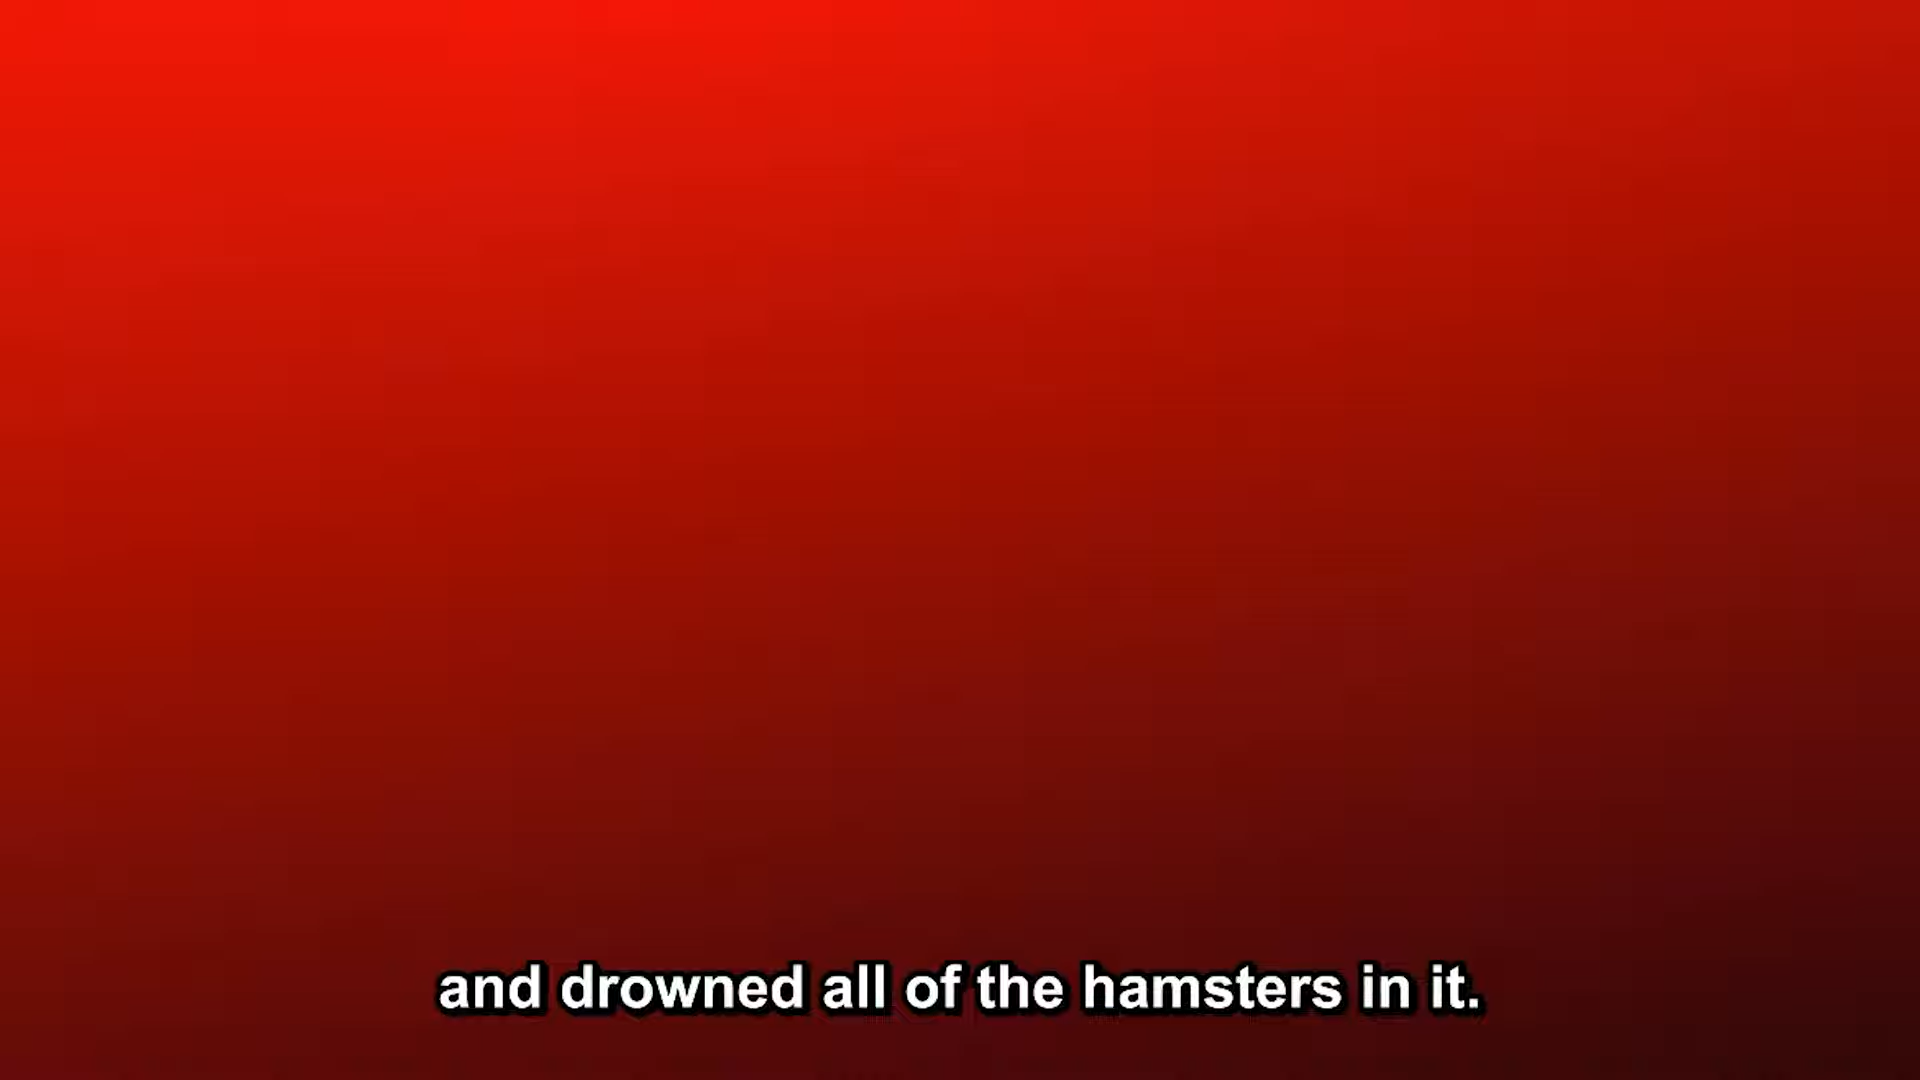 and drowned all of the hamsters in it.